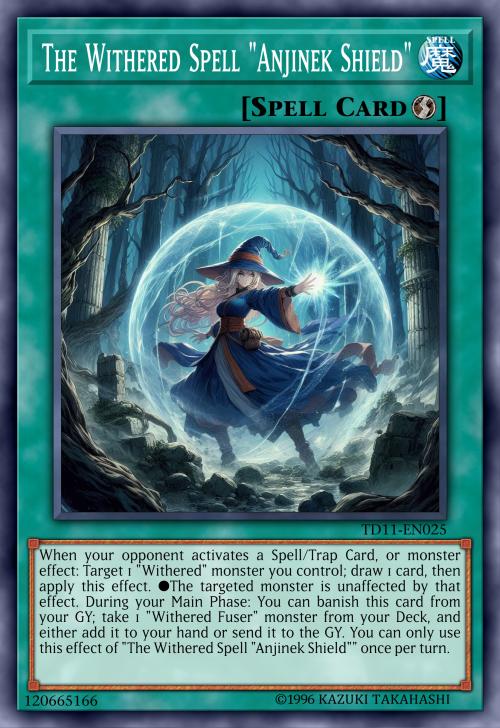 The Withered Spell "Anjinek Shield"
SPELL
魔
[Spell Card]
TD11-EN025
When your opponent activates a Spell/Trap Card, or monster
effect: Target 1 "Withered" monster you control; draw 1 card, then
apply this effect. ●The targeted monster is unaffected by that
effect. During your Main Phase: You can banish this card from
your GY; take 1 "Withered Fuser" monster from your Deck, and
either add it to your hand or send it to the GY. You can only use
this effect of "The Withered Spell "Anjinek Shield"" once per turn.
120665166
©1996 KAZUKI TAKAHASHI